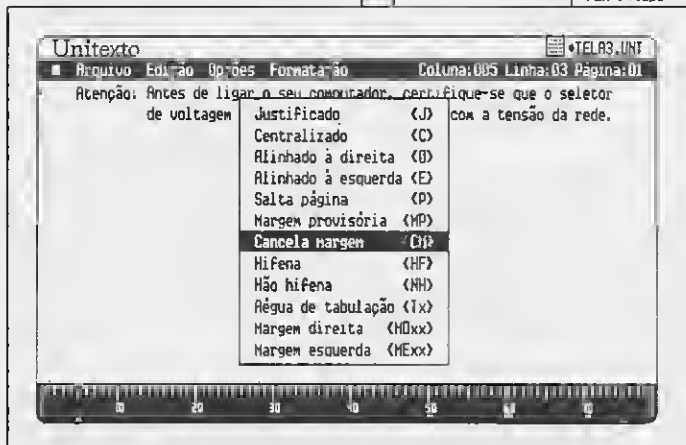 Unitexto
♦TELA3.UNI
Arquivo Edição Opções Formatação Coluna:005 Linha:03 Página:01
Atenção: Antes de ligar o seu computador, certifique-se que o seletor
de voltagem com a tensão da rede.
Justificado <J>
Centralizado <C>
Alinhado à direita <D>
Alinhado à esquerda <E>
Salta página <P>
Margem provisória <MP>
Cancela margem <CM>
Hifena <HF>
Não hifena <NH>
Régua de tabulação <Tx>
Margem direita <MDxx>
Margem esquerda <MExx>
10 20 30 40 50 60 70